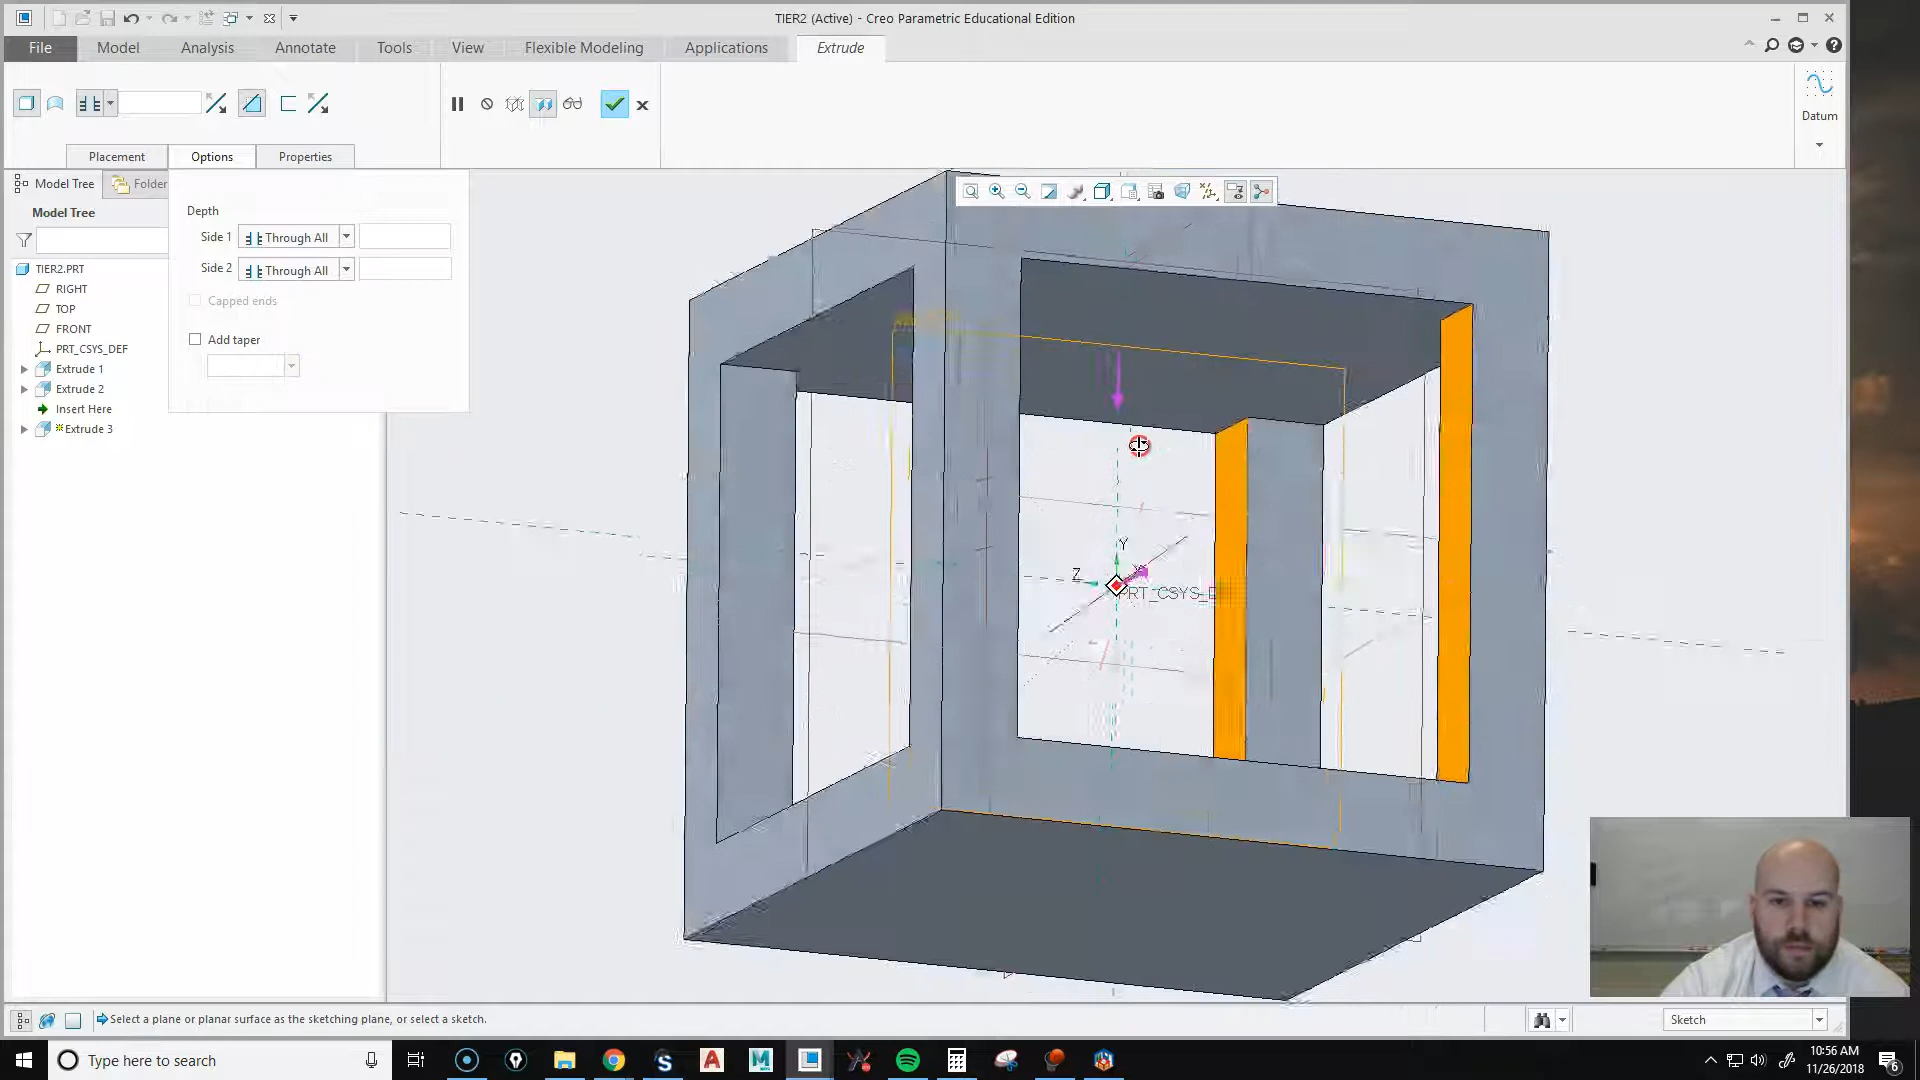 TIER2 (Active) - Creo Parametric Educational Edition
File Model Analysis Annotate Tools View Flexible Modeling Applications Extrude
Datum
Placement Options Properties
Model Tree Folder
Model Tree
TIER2.PRT
RIGHT
TOP
FRONT
PRT_CSYS_DEF
Extrude 1
Extrude 2
Insert Here
Extrude 3
Depth
Side 1 Through All
Side 2 Through All
Capped ends
Add taper
Y
Z
Select a plane or planar surface as the sketching plane, or select a sketch.
Sketch
Type here to search
10:56 AM
11/26/2018
6